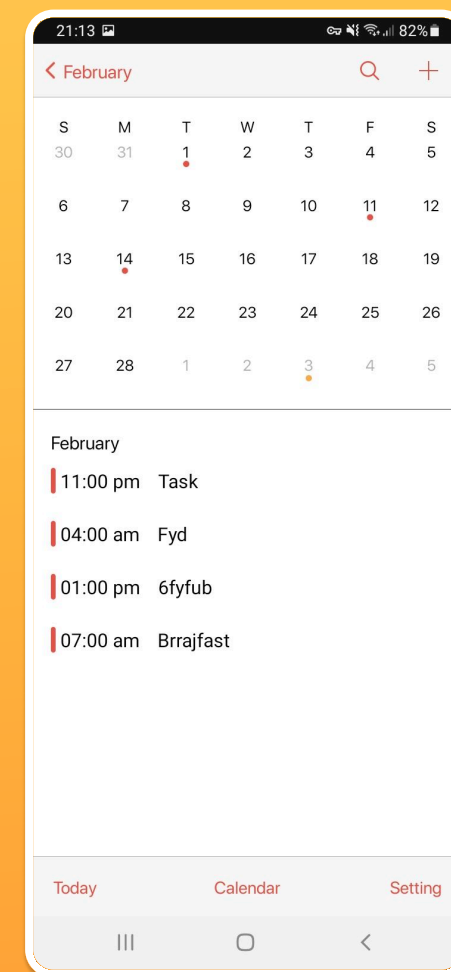 21:13 82%
February
S M T W T F S
30 31 1 2 3 4 5
6 7 8 9 10 11 12
13 14 15 16 17 18 19
20 21 22 23 24 25 26
27 28 1 2 3 4 5
February
11:00 pm Task
04:00 am Fyd
01:00 pm 6fyfub
07:00 am Brrajfast
Today Calendar Setting